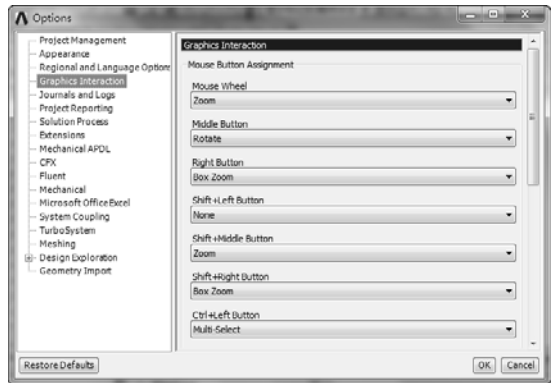 Options
Project Management
Appearance
Regional and Language Option
Graphics Interaction
Journals and Logs
Project Reporting
Solution Process
Extensions
Mechanical APDL
CFX
Fluent
Mechanical
Microsoft Office Excel
System Coupling
TurboSystem
Meshing
Design Exploration
Geometry Import
Graphics Interaction
Mouse Button Assignment
Mouse Wheel
Zoom
Middle Button
Rotate
Right Button
Box Zoom
Shift+Left Button
None
Shift+Middle Button
Zoom
Shift+Right Button
Box Zoom
Ctrl+Left Button
Multi-Select
Restore Defaults
OK
Cancel